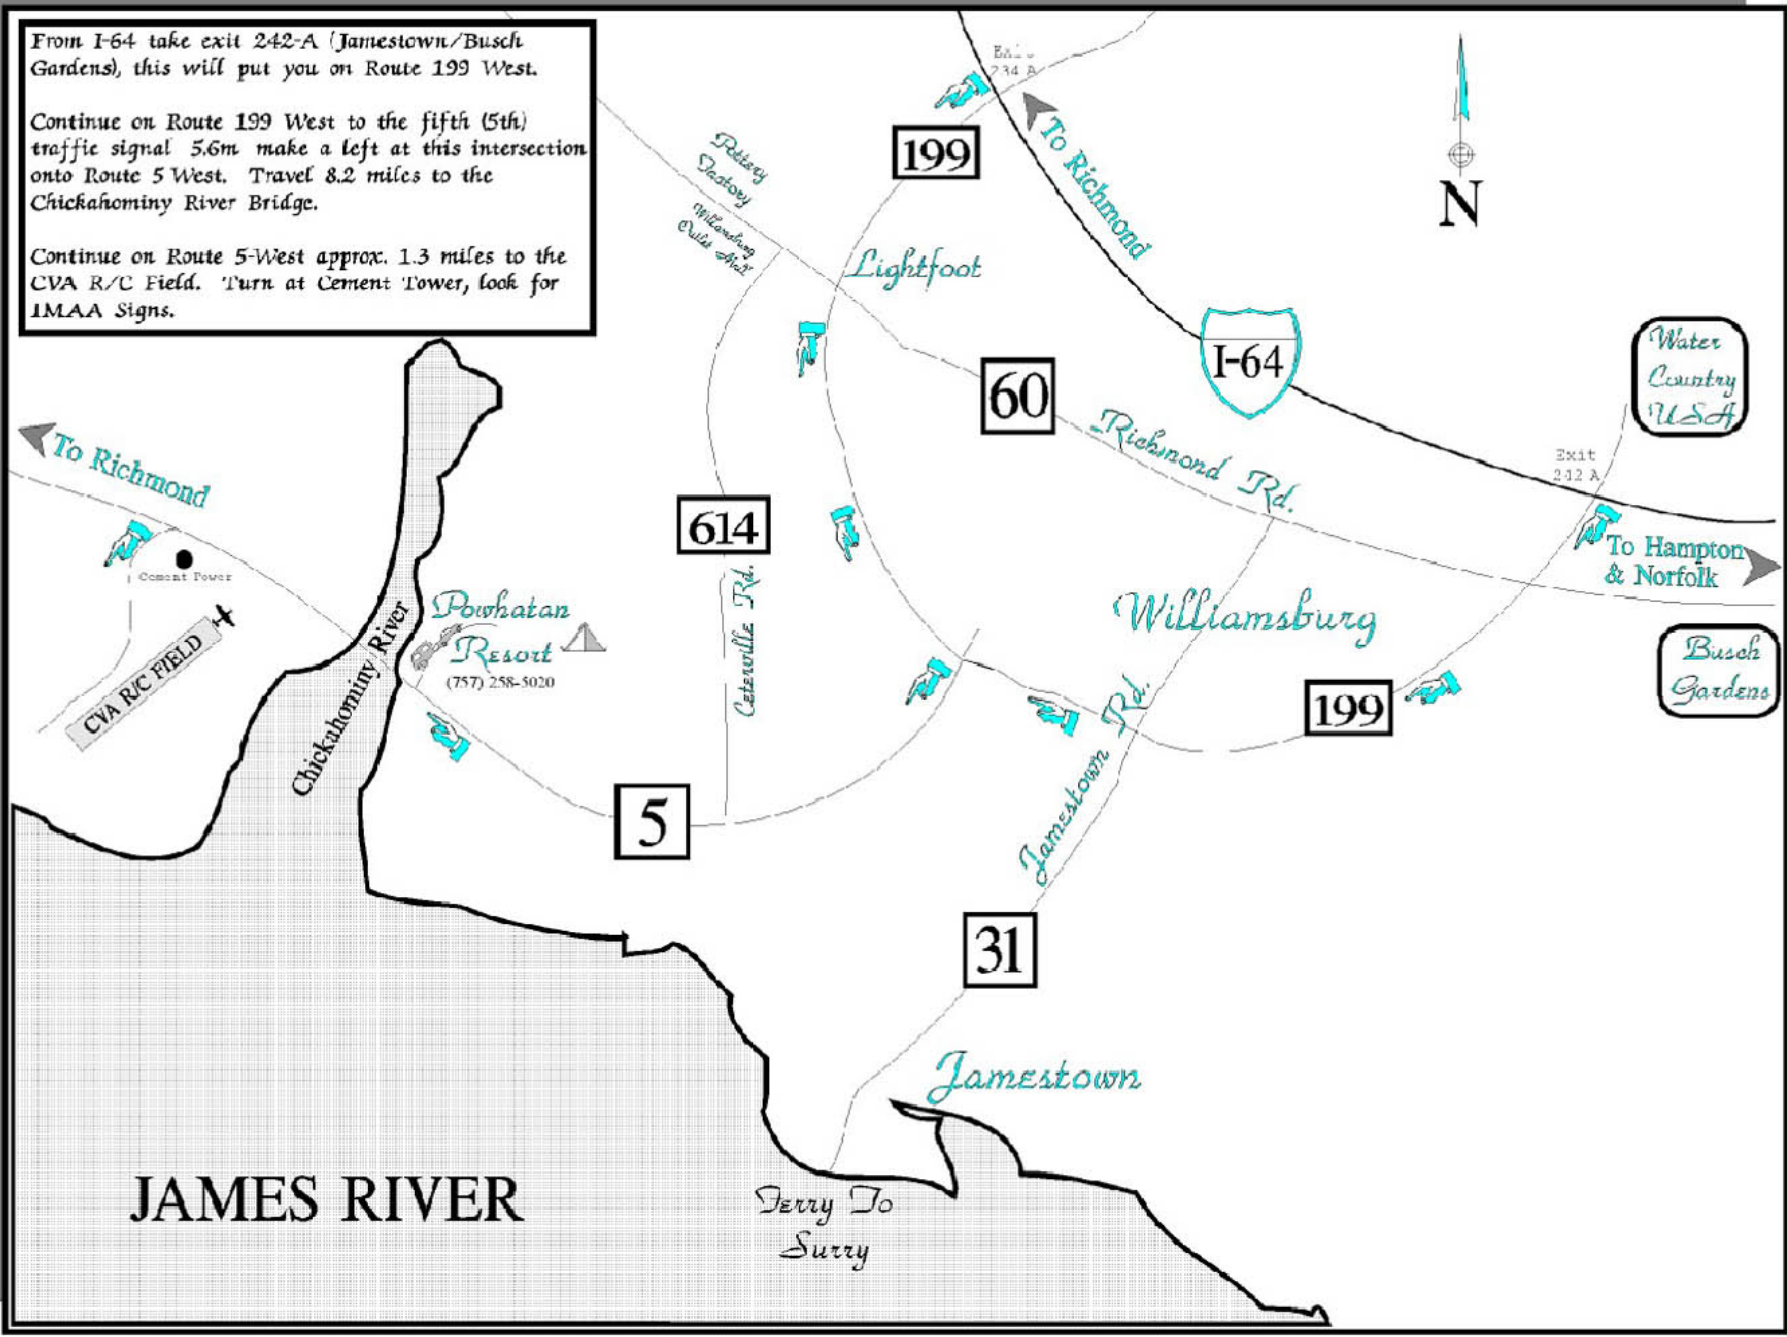 From I-64 take exit 242-A (Jamestown/Busch
Gardens), this will put you on Route 199 West.
Continue on Route 199 West to the fifth (5th)
traffic signal 5.6m make a left at this intersection
onto Route 5 West. Travel 8.2 miles to the
Chickahominy River Bridge.
Continue on Route 5-West approx. 1.3 miles to the
CVA R/C Field. Turn at Cement Tower, look for
IMAA Signs.
Exit
234 A
199
To Richmond
N
Pottery
Factory
Williamsburg
Outlet Mall
Lightfoot
I-64
Water
Country
USA
60
Richmond Rd.
Exit
242 A
To Richmond
614
To Hampton
& Norfolk
Cement Power
Powhatan
Resort
(757) 258-5020
Williamsburg
Centerville Rd.
Busch
Gardens
CVA R/C FIELD
Chickahominy River
199
Jamestown Rd.
5
31
Jamestown
JAMES RIVER
Ferry To
Surry